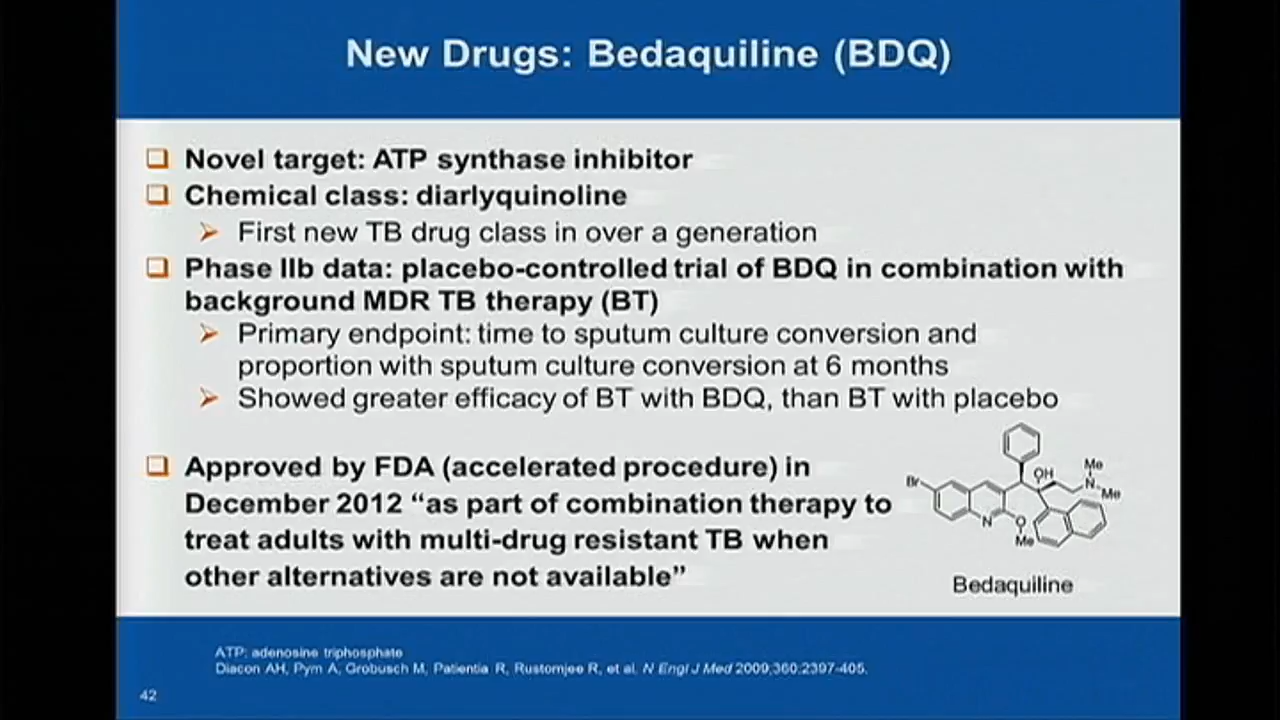 New Drugs: Bedaquiline (BDQ)
Novel target: ATP synthase inhibitor
Chemical class: diarlyquinoline
First new TB drug class in over a generation
Phase IIb data: placebo-controlled trial of BDQ in combination with
background MDR TB therapy (BT)
Primary endpoint: time to sputum culture conversion and
proportion with sputum culture conversion at 6 months
Showed greater efficacy of BT with BDQ, than BT with placebo
Approved by FDA (accelerated procedure) in
December 2012 “as part of combination therapy to
treat adults with multi-drug resistant TB when
other alternatives are not available”
Br
OH
Me
N
Me
N
O
Me
Bedaquiline
ATP: adenosine triphosphate
Diacon AH, Pym A, Grobusch M, Patientia R, Rustomjee R, et al. N Engl J Med 2009;360:2397-405.
42